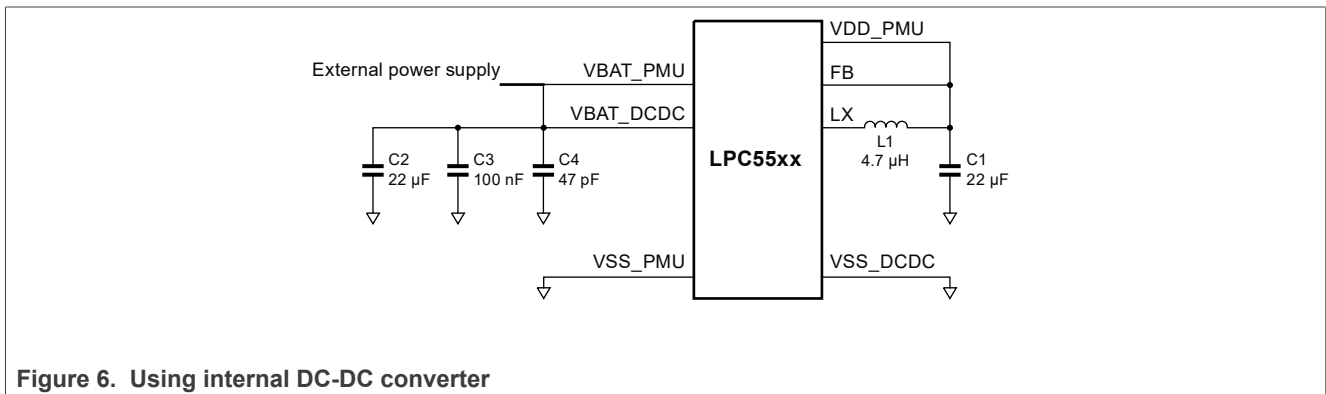 VDD_PMU
External power supply
VBAT_PMU
FB
VBAT_DCDC
LX
C2
22 µF
C3
100 nF
C4
47 pF
LPC55xx
L1
4.7 µH
C1
22 µF
VSS_PMU
VSS_DCDC
Figure 6. Using internal DC-DC converter